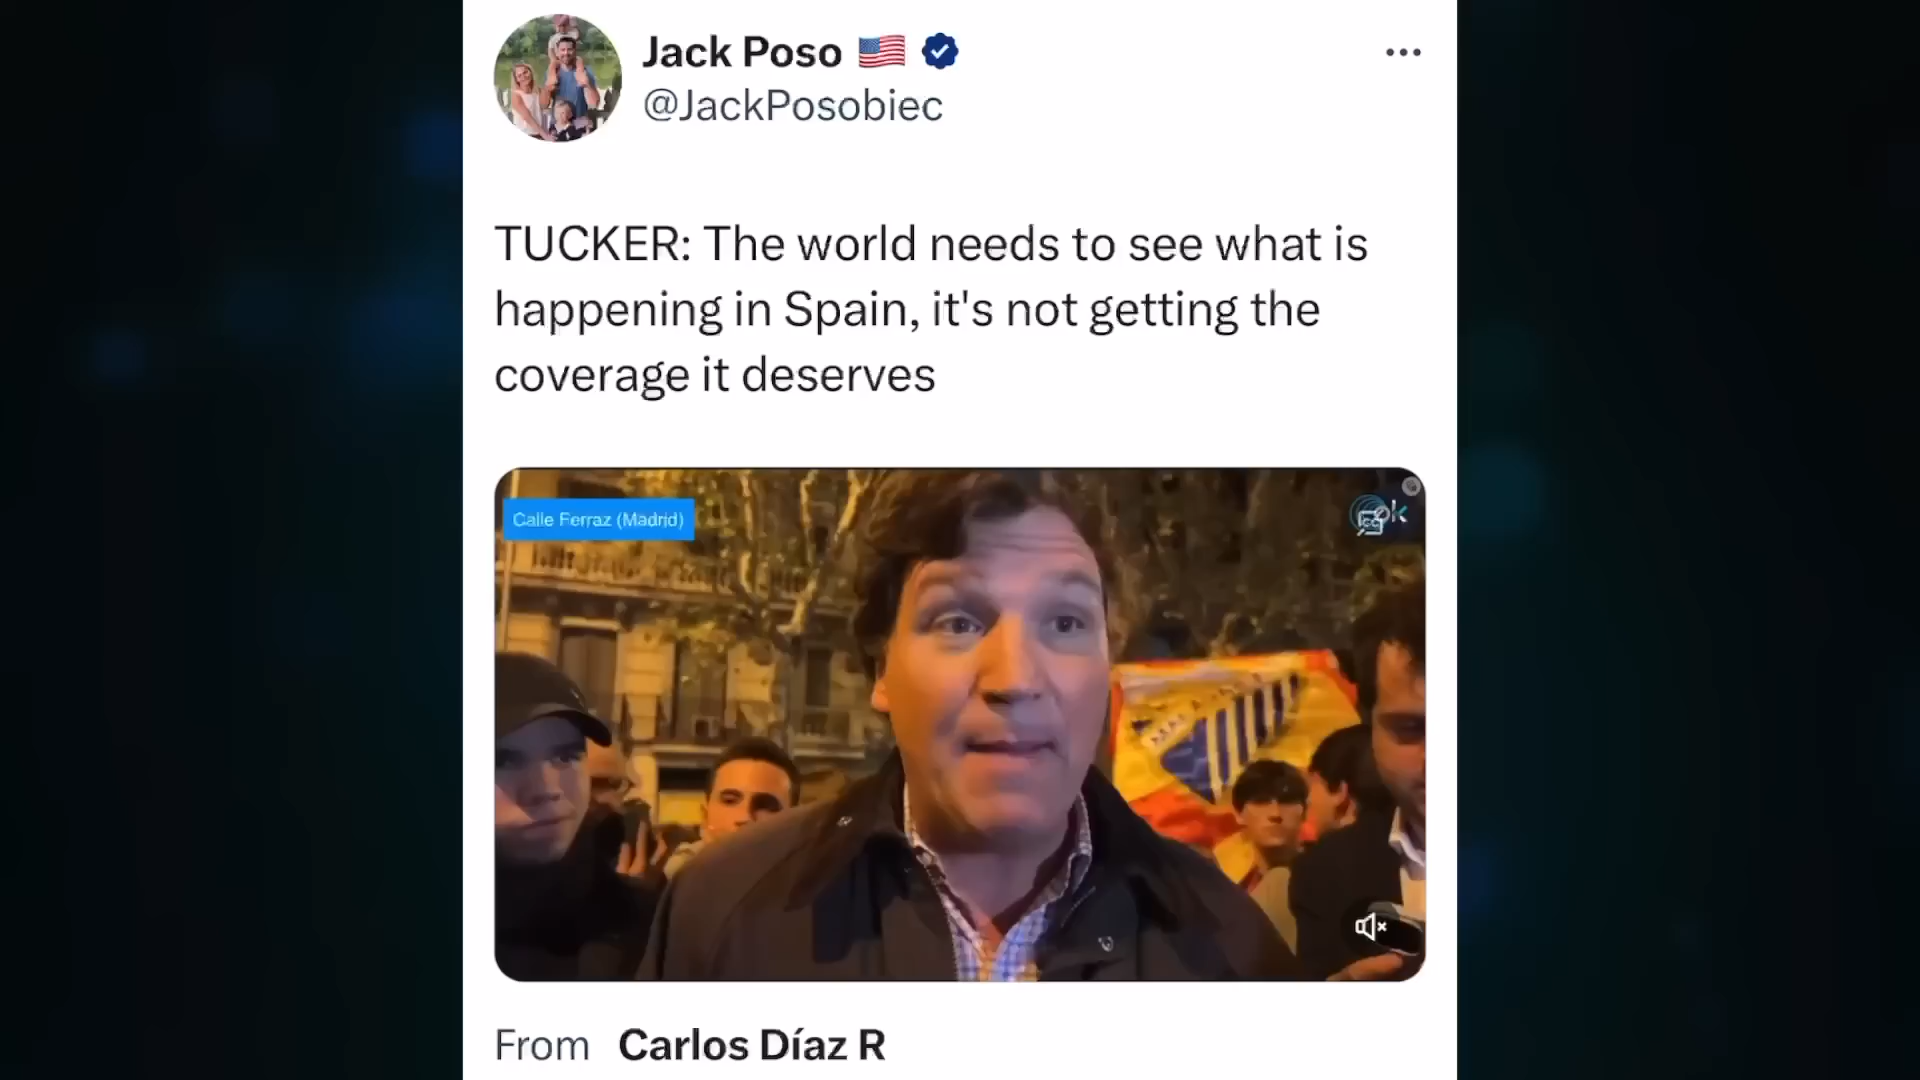 Jack Poso 🇺🇸
@JackPosobiec
TUCKER: The world needs to see what is
happening in Spain, it's not getting the
coverage it deserves
Calle Ferraz (Madrid)
ok
From Carlos Díaz R